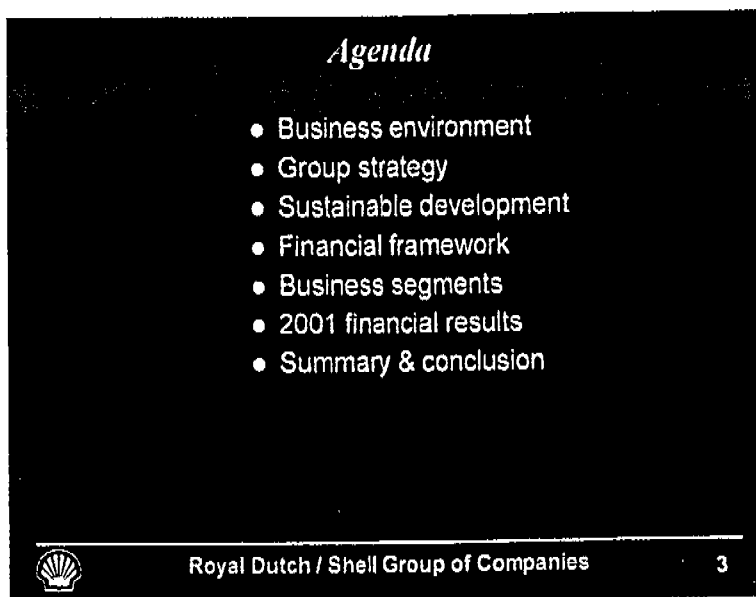 Agenda
● Business environment
● Group strategy
● Sustainable development
● Financial framework
● Business segments
● 2001 financial results
● Summary & conclusion
Royal Dutch / Shell Group of Companies 3